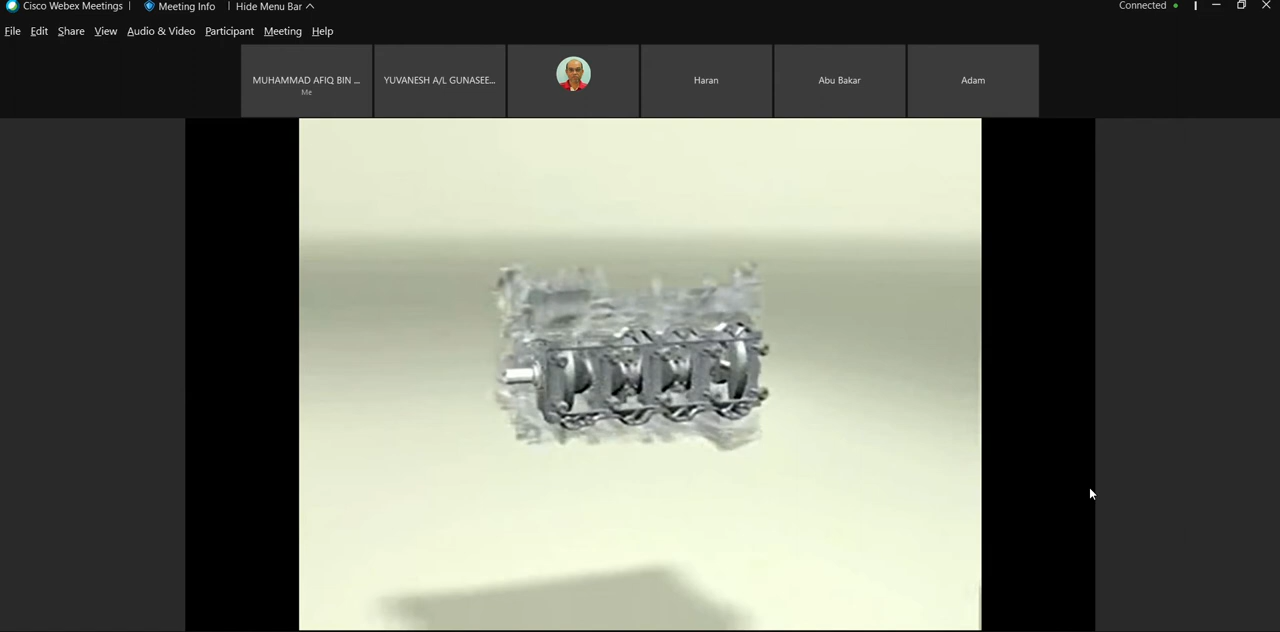 Cisco Webex Meetings | Meeting Info | Hide Menu Bar Connected
File Edit Share View Audio & Video Participant Meeting Help
MUHAMMAD AFIQ BIN ... YUVANESH A/L GUNASEE... Haran Abu Bakar Adam
Me